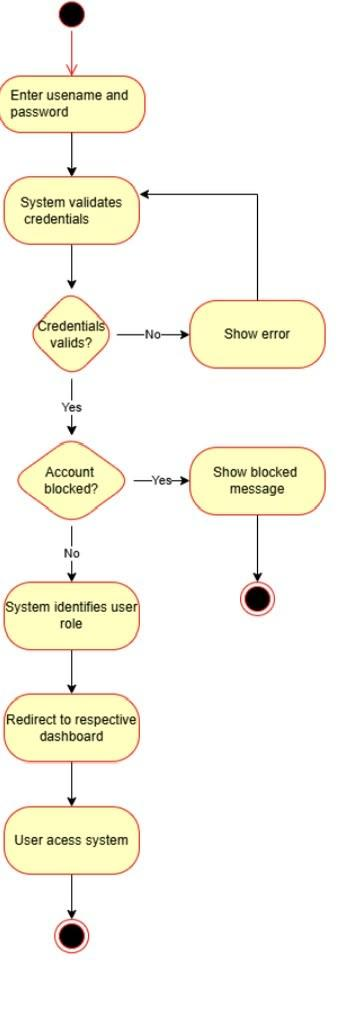 Enter usename and
password
System validates
credentials
Credentials
valids?
No
Show error
Yes
Account
blocked?
Yes
Show blocked
message
No
System identifies user
role
Redirect to respective
dashboard
User acess system